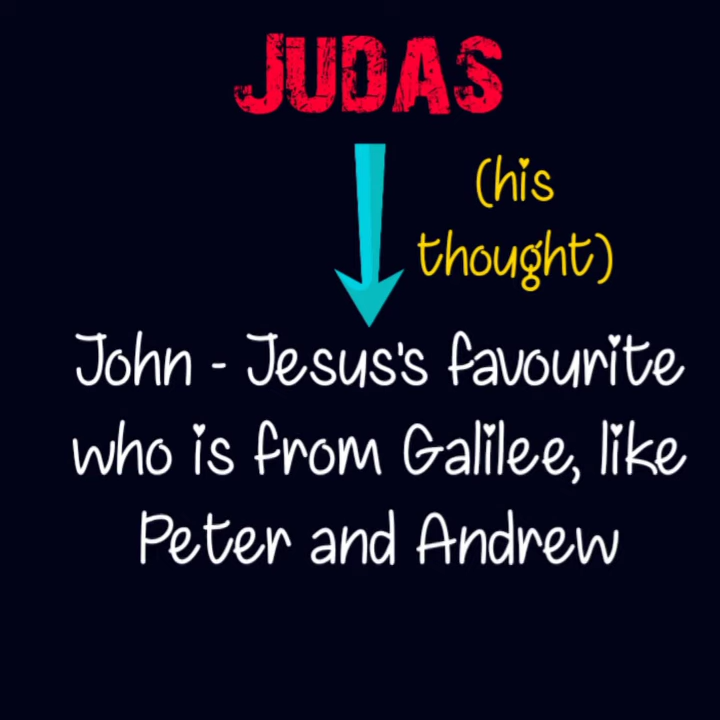 JUDAS
(his
thought)
John - Jesus's favourite
who is from Galilee, like
Peter and Andrew